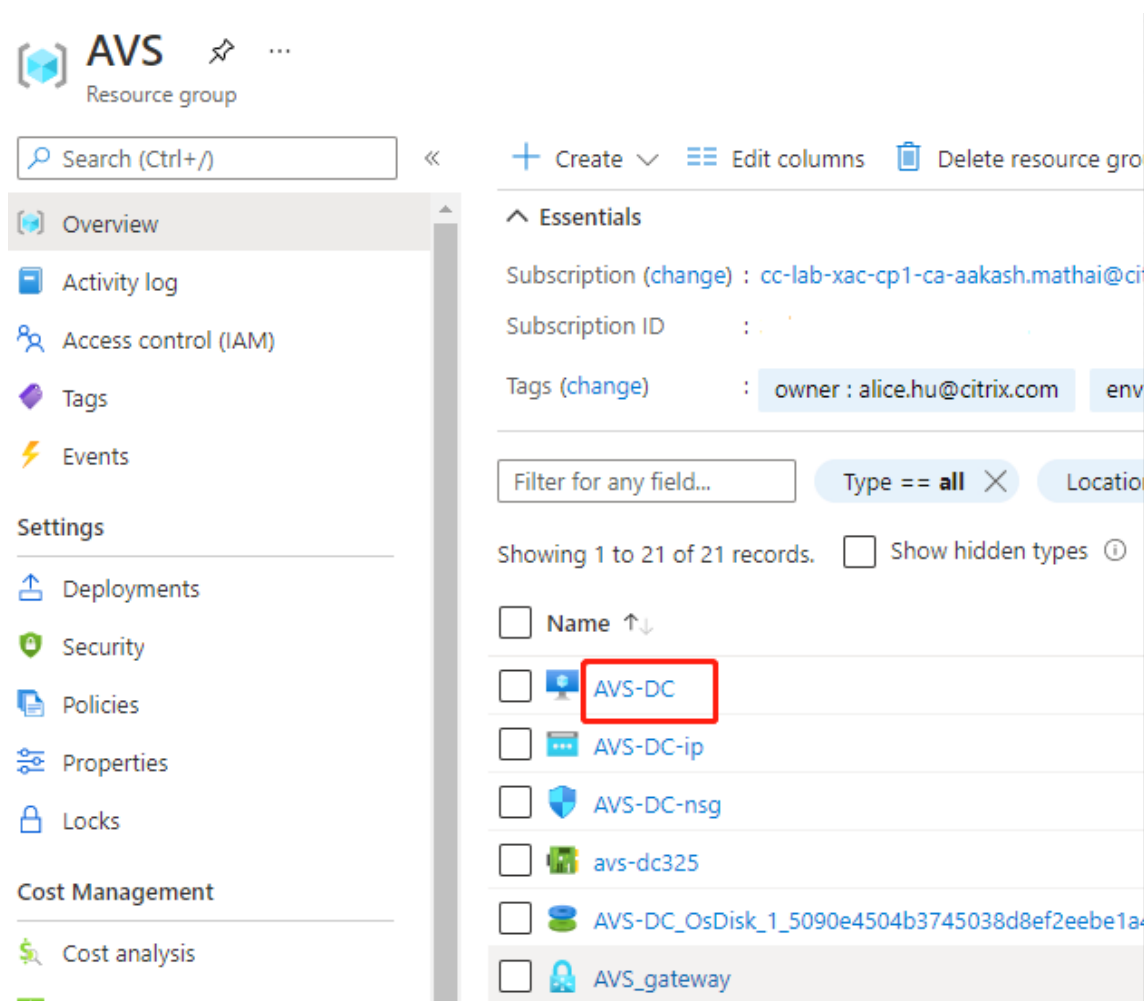 AVS
Resource group
Search (Ctrl+/)
Overview
Activity log
Access control (IAM)
Tags
Events
Settings
Deployments
Security
Policies
Properties
Locks
Cost Management
Cost analysis
Create
Edit columns
Delete resource gro
Essentials
Subscription (change) : cc-lab-xac-cp1-ca-aakash.mathai@cit
Subscription ID :
Tags (change) : owner : alice.hu@citrix.com env
Filter for any field... Type == all Location
Showing 1 to 21 of 21 records. Show hidden types
Name
AVS-DC
AVS-DC-ip
AVS-DC-nsg
avs-dc325
AVS-DC_OsDisk_1_5090e4504b3745038d8ef2eebe1a4
AVS_gateway